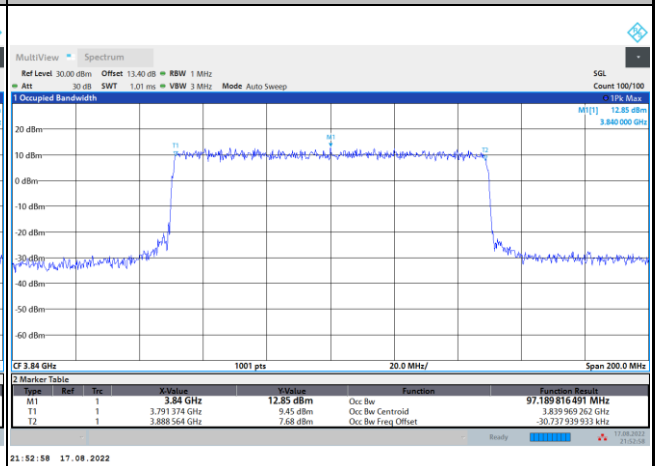 MultiView Spectrum
Ref Level 30.00 dBm Offset 13.40 dB RBW 1 MHz SGL
Att 30 dB SWT 1.01 ms VBW 3 MHz Mode Auto Sweep Count 100/100
1 Occupied Bandwidth 1Pk Max
M1[1] 12.85 dBm
3.840 000 GHz
20 dBm
M1
T1 T2
10 dBm
0 dBm
-10 dBm
-20 dBm
-30 dBm
-40 dBm
-50 dBm
-60 dBm
CF 3.84 GHz 1001 pts 20.0 MHz/ Span 200.0 MHz
2 Marker Table
Type Ref Trc X-Value Y-Value Function Function Result
M1 1 3.84 GHz 12.85 dBm Occ Bw 97.189 816 491 MHz
T1 1 3.791 374 GHz 9.45 dBm Occ Bw Centroid 3.839 969 262 GHz
T2 1 3.888 564 GHz 7.68 dBm Occ Bw Freq Offset -30.737 939 933 kHz
Ready 17.08.2022
21:52:58
21:52:58 17.08.2022